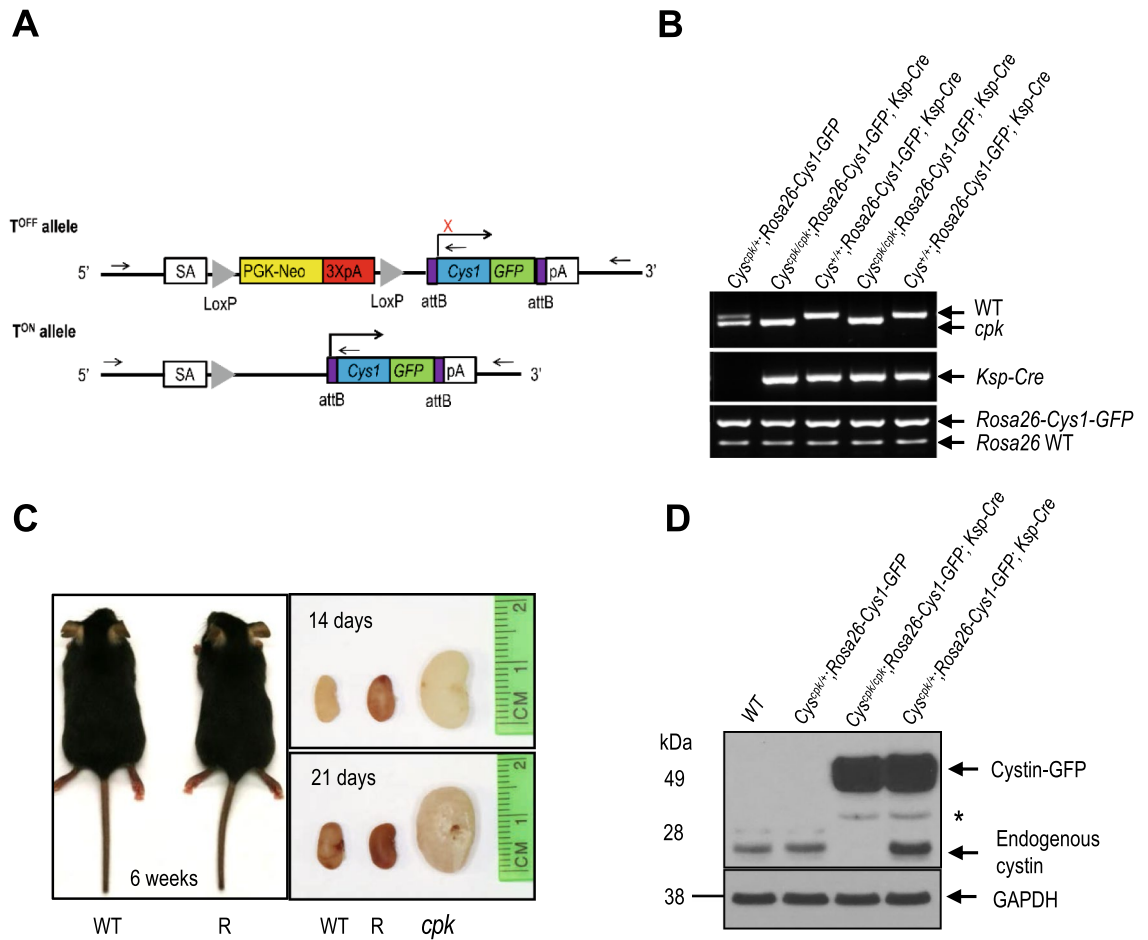 A
T^OFF allele
X
5'
SA
PGK-Neo
3XpA
Cys1
GFP
pA
3'
LoxP
LoxP
attB
attB
T^ON allele
5'
SA
Cys1
GFP
pA
3'
attB
attB
B
Cys^cpk/+;Rosa26-Cys1-GFP
Cys^cpk/cpk;Rosa26-Cys1-GFP; Ksp-Cre
Cys^+/+;Rosa26-Cys1-GFP; Ksp-Cre
Cys^cpk/cpk;Rosa26-Cys1-GFP; Ksp-Cre
Cys^+/+;Rosa26-Cys1-GFP; Ksp-Cre
WT
cpk
Ksp-Cre
Rosa26-Cys1-GFP
Rosa26 WT
C
6 weeks
WT
R
14 days
CM 1 2
21 days
CM 1 2
WT R cpk
D
WT
Cys^cpk/+;Rosa26-Cys1-GFP
Cys^cpk/cpk;Rosa26-Cys1-GFP; Ksp-Cre
Cys^cpk/+;Rosa26-Cys1-GFP; Ksp-Cre
kDa
49
28
38
Cystin-GFP
*
Endogenous
cystin
GAPDH